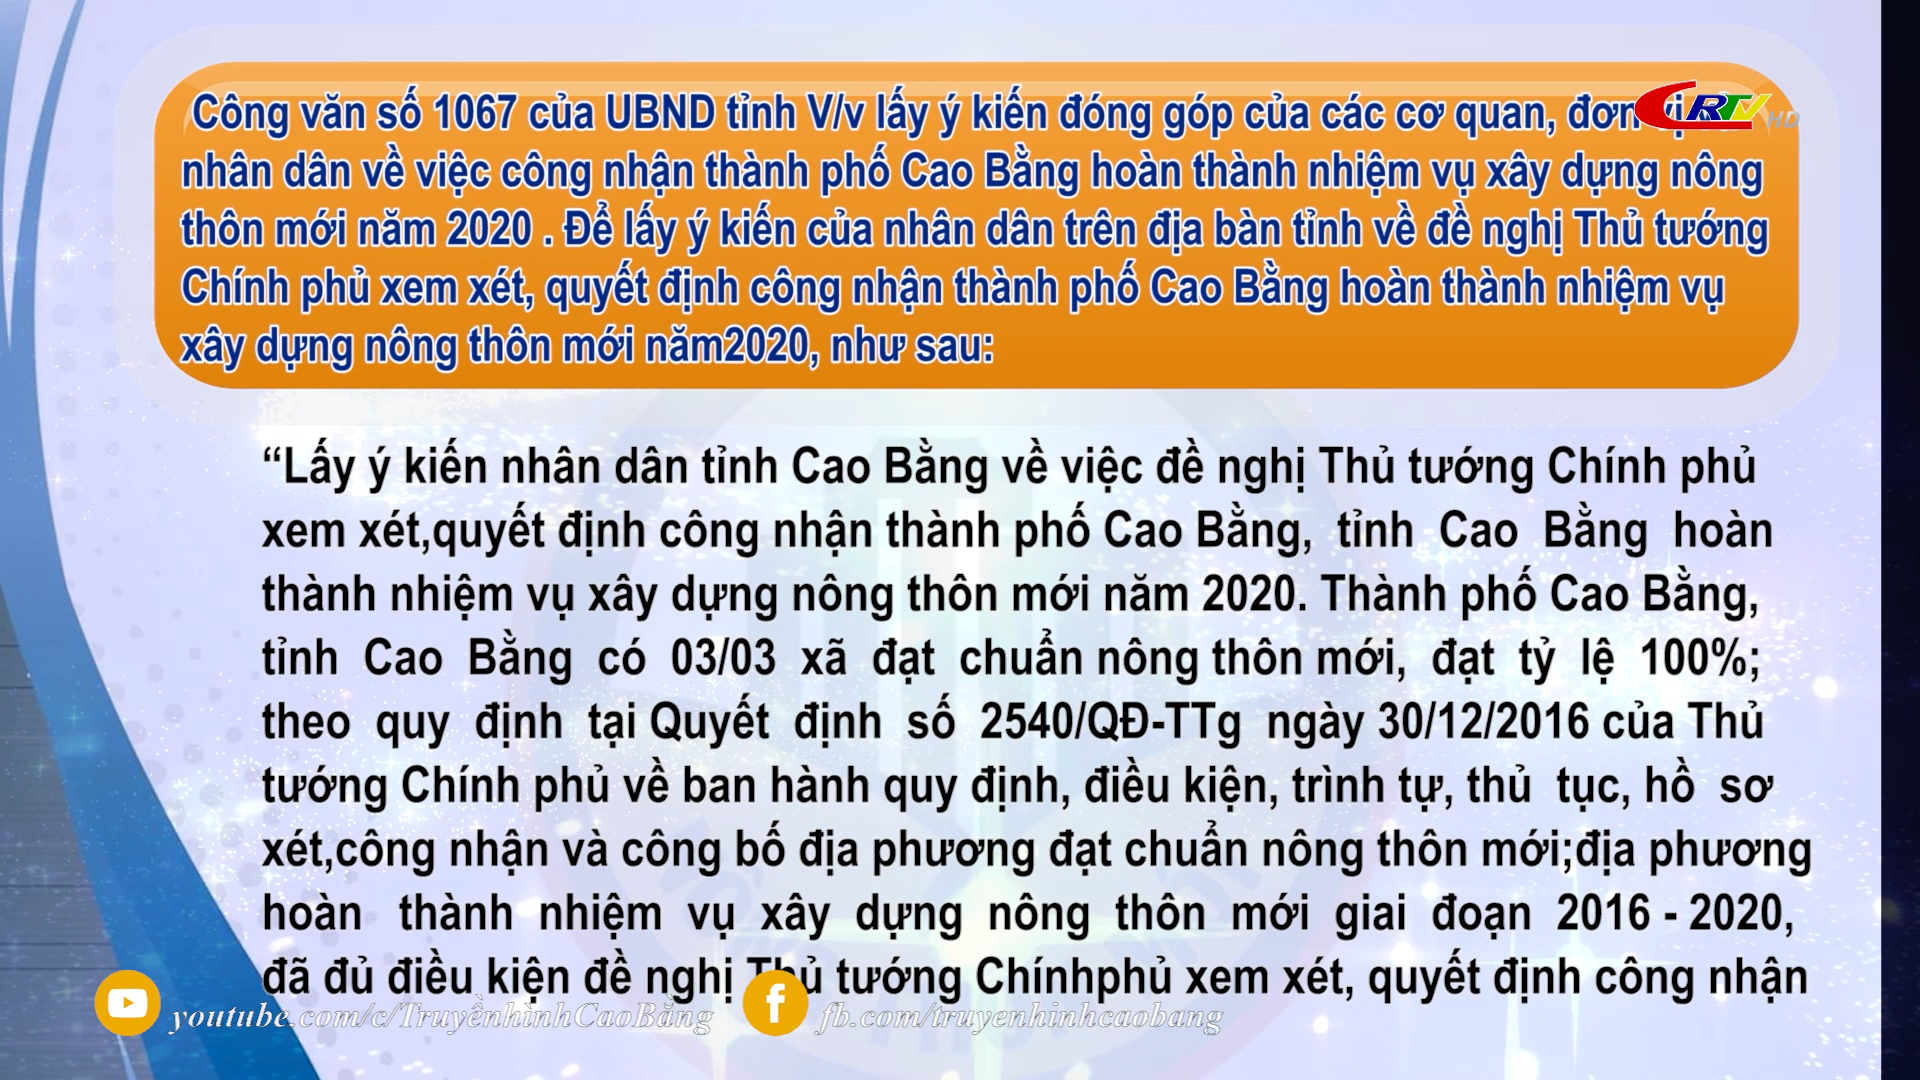 Công văn số 1067 của UBND tỉnh V/v lấy ý kiến đóng góp của các cơ quan, đơn
CRTV HD
nhân dân về việc công nhận thành phố Cao Bằng hoàn thành nhiệm vụ xây dựng nông
thôn mới năm 2020 . Để lấy ý kiến của nhân dân trên địa bàn tỉnh về đề nghị Thủ tướng
Chính phủ xem xét, quyết định công nhận thành phố Cao Bằng hoàn thành nhiệm vụ
xây dựng nông thôn mới năm2020, như sau:
“Lấy ý kiến nhân dân tỉnh Cao Bằng về việc đề nghị Thủ tướng Chính phủ
xem xét,quyết định công nhận thành phố Cao Bằng, tỉnh Cao Bằng hoàn
thành nhiệm vụ xây dựng nông thôn mới năm 2020. Thành phố Cao Bằng,
tỉnh Cao Bằng có 03/03 xã đạt chuẩn nông thôn mới, đạt tỷ lệ 100%;
theo quy định tại Quyết định số 2540/QĐ-TTg ngày 30/12/2016 của Thủ
tướng Chính phủ về ban hành quy định, điều kiện, trình tự, thủ tục, hồ sơ
xét,công nhận và công bố địa phương đạt chuẩn nông thôn mới;địa phương
hoàn thành nhiệm vụ xây dựng nông thôn mới giai đoạn 2016 - 2020,
đã đủ điều kiện đề nghị Thủ tướng Chínhphủ xem xét, quyết định công nhận
youtube.com/c/TruyềnhìnhCaoBằng
fb.com/truyenhinhcaobang